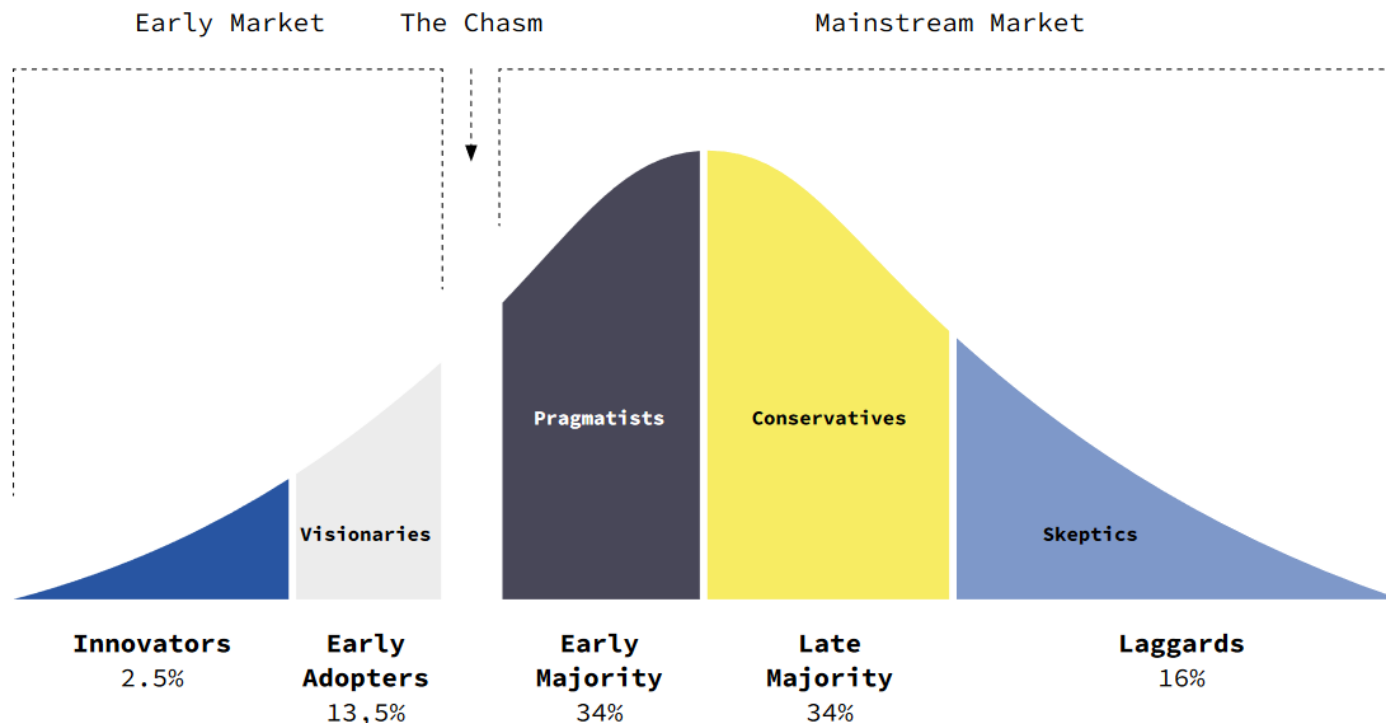 Early Market
The Chasm
Mainstream Market
Pragmatists
Conservatives
Visionaries
Skeptics
Innovators
2.5%
Early
Adopters
13,5%
Early
Majority
34%
Late
Majority
34%
Laggards
16%